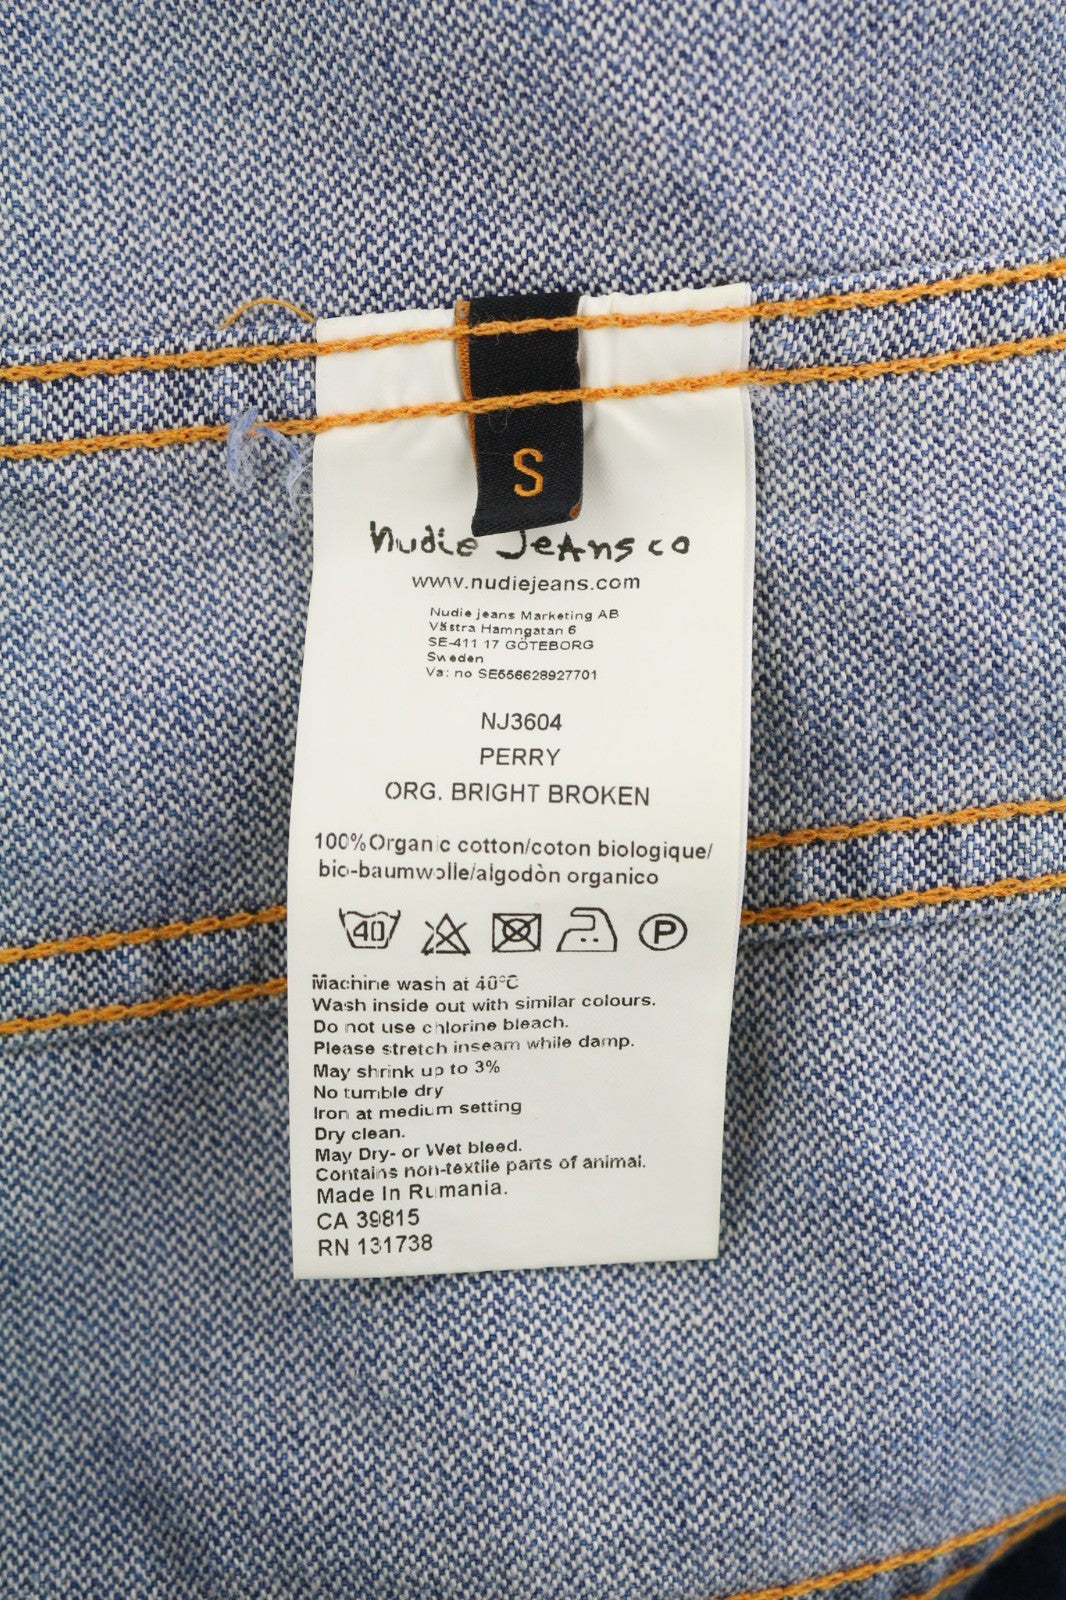 S
nudie jeans co
www.nudiejeans.com
Nudie jeans Marketing AB
Västra Hamngatan 6
SE-411 17 GÖTEBORG
Sweden
Va: no SE556628927701
NJ3604
PERRY
ORG. BRIGHT BROKEN
100%Organic cotton/coton biologique/
bio-baumwolle/algodòn organico
40 P
Machine wash at 40°C
Wash inside out with similar colours.
Do not use chlorine bleach.
Please stretch inseam while damp.
May shrink up to 3%
No tumble dry
Iron at medium setting
Dry clean.
May Dry- or Wet bleed.
Contains non-textile parts of animal.
Made In Rumania.
CA 39815
RN 131738